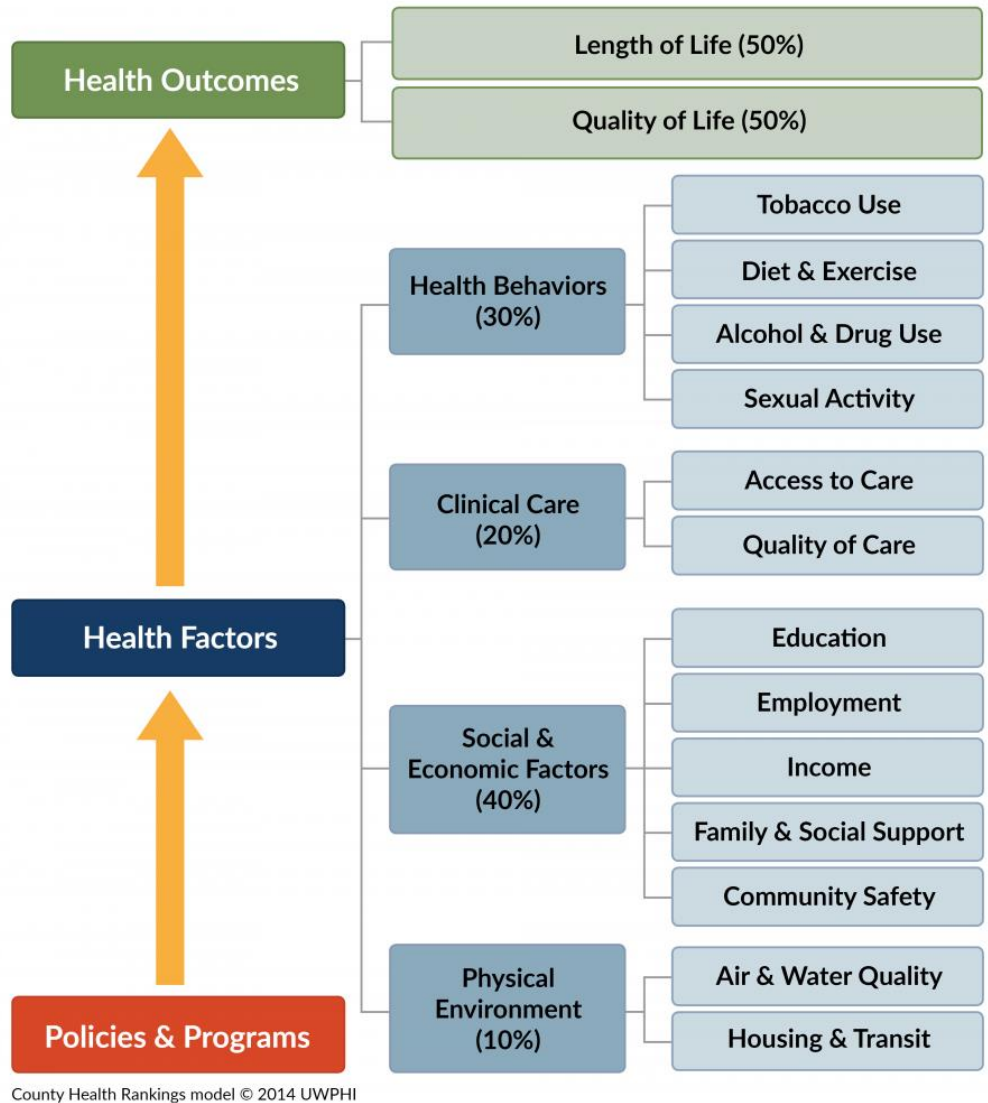 Health Outcomes
Length of Life (50%)
Quality of Life (50%)
Health Factors
Health Behaviors
(30%)
Tobacco Use
Diet & Exercise
Alcohol & Drug Use
Sexual Activity
Clinical Care
(20%)
Access to Care
Quality of Care
Social &
Economic Factors
(40%)
Education
Employment
Income
Family & Social Support
Community Safety
Physical
Environment
(10%)
Air & Water Quality
Housing & Transit
Policies & Programs
County Health Rankings model © 2014 UWPHI